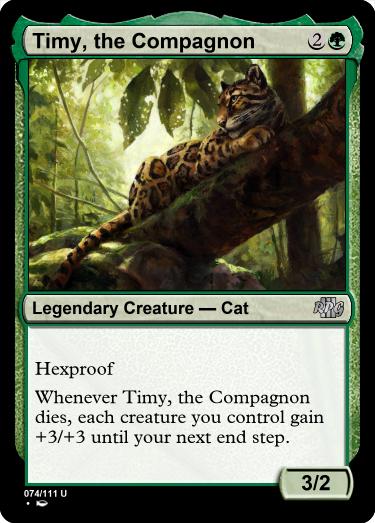 Timy, the Compagnon 2
Legendary Creature — Cat
RPG
Hexproof
Whenever Timy, the Compagnon
dies, each creature you control gain
+3/+3 until your next end step.
3/2
074/111 U